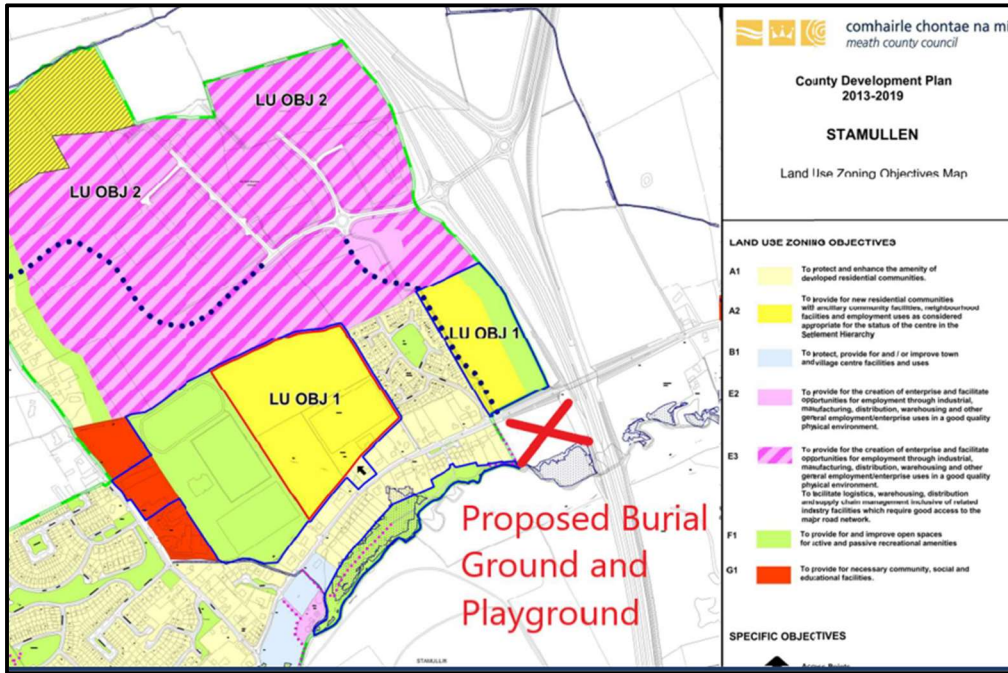 LU OBJ 2
LU OBJ 2
LU OBJ 1
LU OBJ 1
Proposed Burial
Ground and
Playground
STAMULLEN
comhairle chontae na mí
meath county council
County Development Plan
2013-2019
STAMULLEN
Land Use Zoning Objectives Map
LAND USE ZONING OBJECTIVES
A1
To protect and enhance the amenity of
developed residential communities.
A2
To provide for new residential communities
with ancillary community facilities, neighbourhood
facilities and employment uses as considered
appropriate for the status of the centre in the
Settlement Hierarchy
B1
To protect, provide for and / or improve town
and village centre facilities and uses
E2
To provide for the creation of enterprise and facilitate
opportunities for employment through industrial,
manufacturing, distribution, warehousing and other
general employment/enterprise uses in a good quality
physical environment.
E3
To provide for the creation of enterprise and facilitate
opportunities for employment through industrial,
manufacturing, distribution, warehousing and other
general employment/enterprise uses in a good quality
physical environment.
To facilitate logistics, warehousing, distribution
and supply chain management inclusive of related
industry facilities which require good access to the
major road network.
F1
To provide for and improve open spaces
for active and passive recreational amenities
G1
To provide for necessary community, social and
educational facilities.
SPECIFIC OBJECTIVES
Access Points